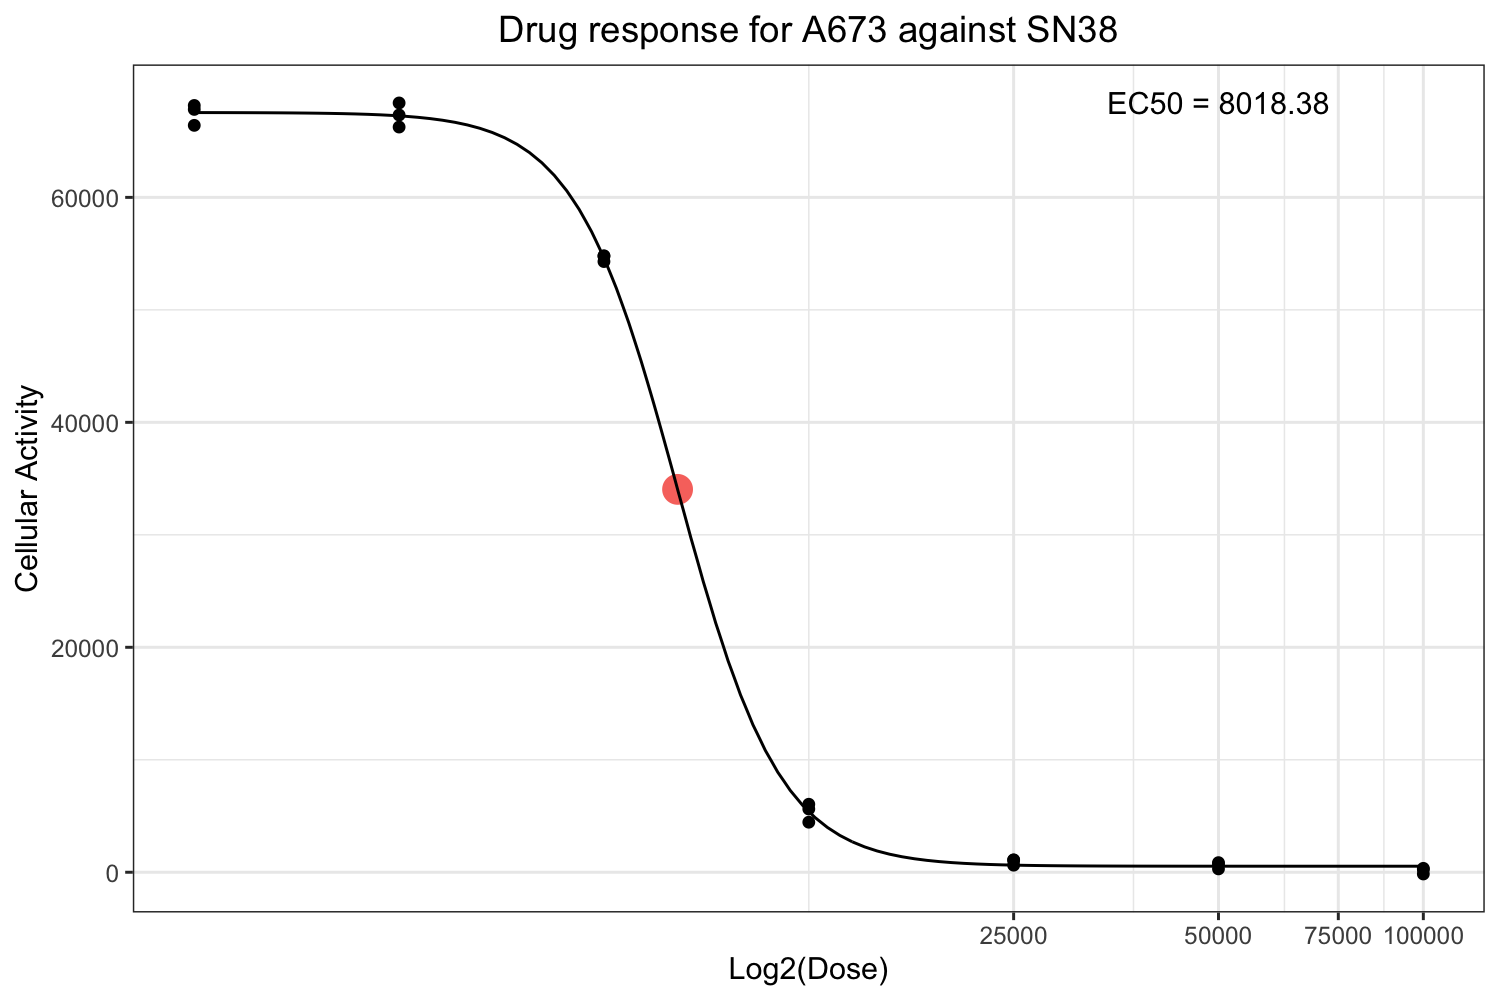 Drug response for A673 against SN38
EC50 = 8018.38
60000
40000
20000
0
Cellular Activity
25000 50000 75000 100000
Log2(Dose)